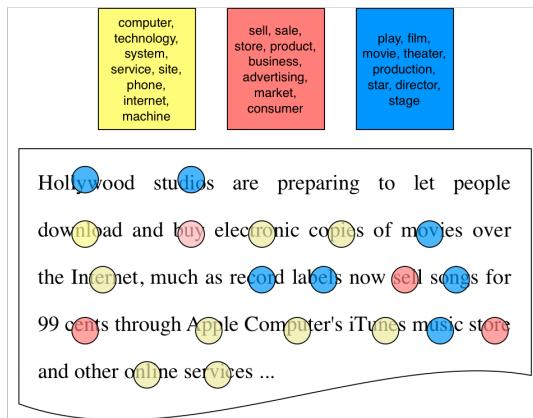 computer,
technology,
system,
service, site,
phone,
internet,
machine
sell, sale,
store, product,
business,
advertising,
market,
consumer
play, film,
movie, theater,
production,
star, director,
stage
Hollywood studios are preparing to let people
download and buy electronic copies of movies over
the Internet, much as record labels now sell songs for
99 cents through Apple Computer's iTunes music store
and other online services ...